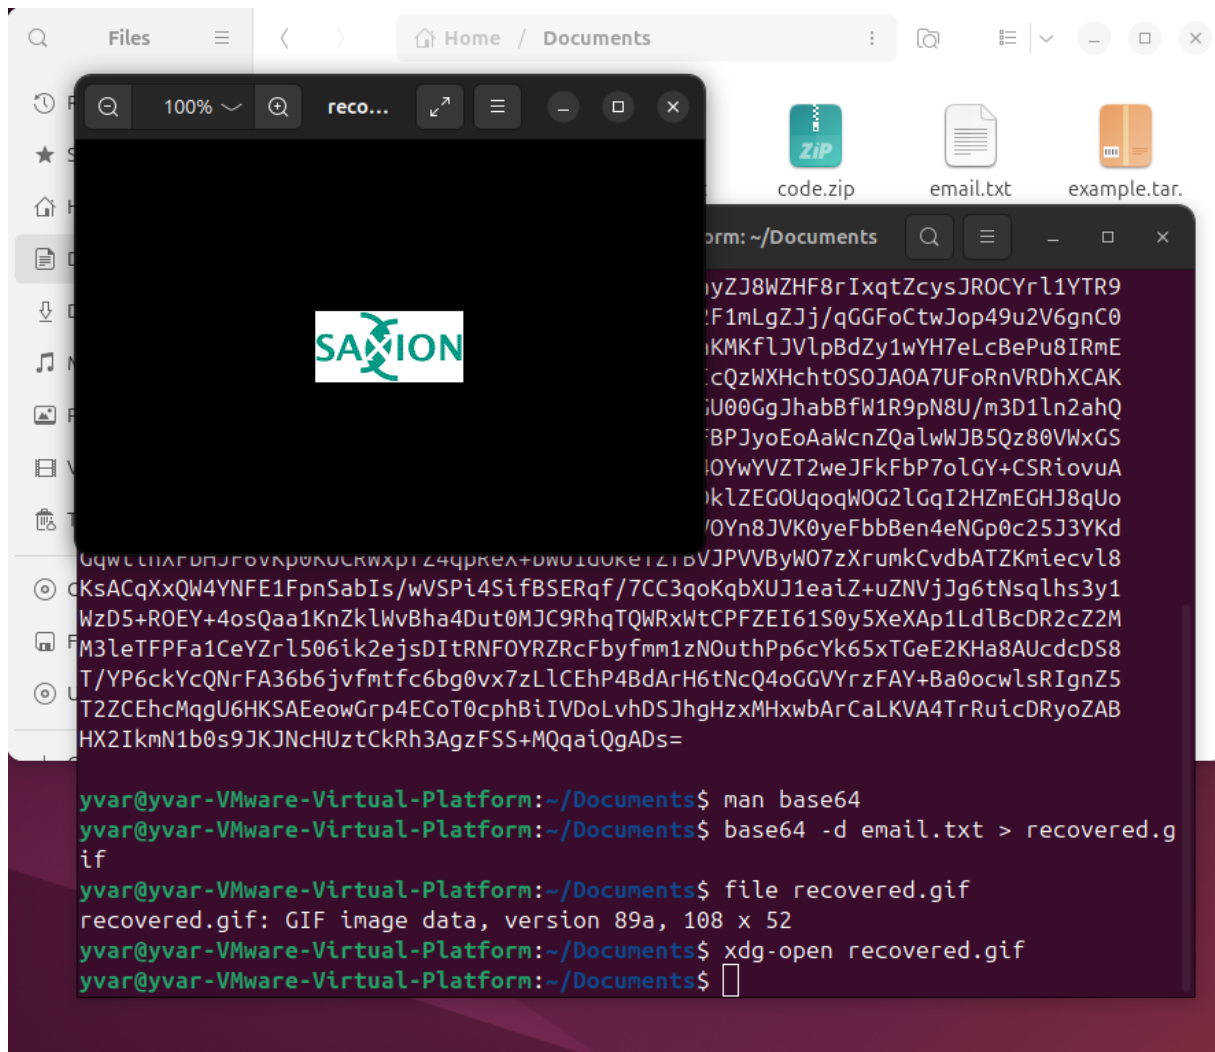 Files
Home / Documents
100%
reco...
code.zip
email.txt
example.tar.
ZiP
SAXION
orm: ~/Documents
yZJ8WZHF8rIxqtZcysJROCYrl1YTR9
F1mLgZJj/qGGFoCtwJop49u2V6gnC0
KMKflJVlpBdZy1wYH7eLcBePu8IRmE
cQzWXHchtOSOJAOA7UFoRnVRDhXCAK
U00GgJhabBfW1R9pN8U/m3D1ln2ahQ
BPJyoEoAaWcnZQalwWJB5Qz80VWxGS
OYwYVZT2weJFkFbP7olGY+CSRiovuA
klZEGOUqoqWOG2lGqI2HZmEGHJ8qUo
OYn8JVK0yeFbbBen4eNGp0c25J3YKd
VJPVVByWO7zXrumkCvdbATZKmiecvl8
KsACqXxQW4YNFE1FpnSabIs/wVSPi4SifBSERqf/7CC3qoKqbXUJ1eaiZ+uZNVjJg6tNsqlhs3y1
WzD5+ROEY+4osQaa1KnZklWvBha4Dut0MJC9RhqTQWRxWtCPFZEI61S0y5XeXAp1LdlBcDR2cZ2M
M3leTFPFa1CeYZrl506ik2ejsDItRNFOYRZRcFbyfmm1zNOuthPp6cYk65xTGeE2KHa8AUcdcDS8
T/YP6ckYcQNrFA36b6jvfmtfc6bg0vx7zLlCEhP4BdArH6tNcQ4oGGVYrzFAY+Ba0ocwlsRIgnZ5
T2ZCEhcMqgU6HKSAEeowGrp4ECoT0cphBiIVDoLvhDSJhgHzxMHxwbArCaLKVA4TrRuicDRyoZAB
HX2IkmN1b0s9JKJNcHUztCkRh3AgzFSS+MQqaiQgADs=
yvar@yvar-VMware-Virtual-Platform:~/Documents$ man base64
yvar@yvar-VMware-Virtual-Platform:~/Documents$ base64 -d email.txt > recovered.g
if
yvar@yvar-VMware-Virtual-Platform:~/Documents$ file recovered.gif
recovered.gif: GIF image data, version 89a, 108 x 52
yvar@yvar-VMware-Virtual-Platform:~/Documents$ xdg-open recovered.gif
yvar@yvar-VMware-Virtual-Platform:~/Documents$